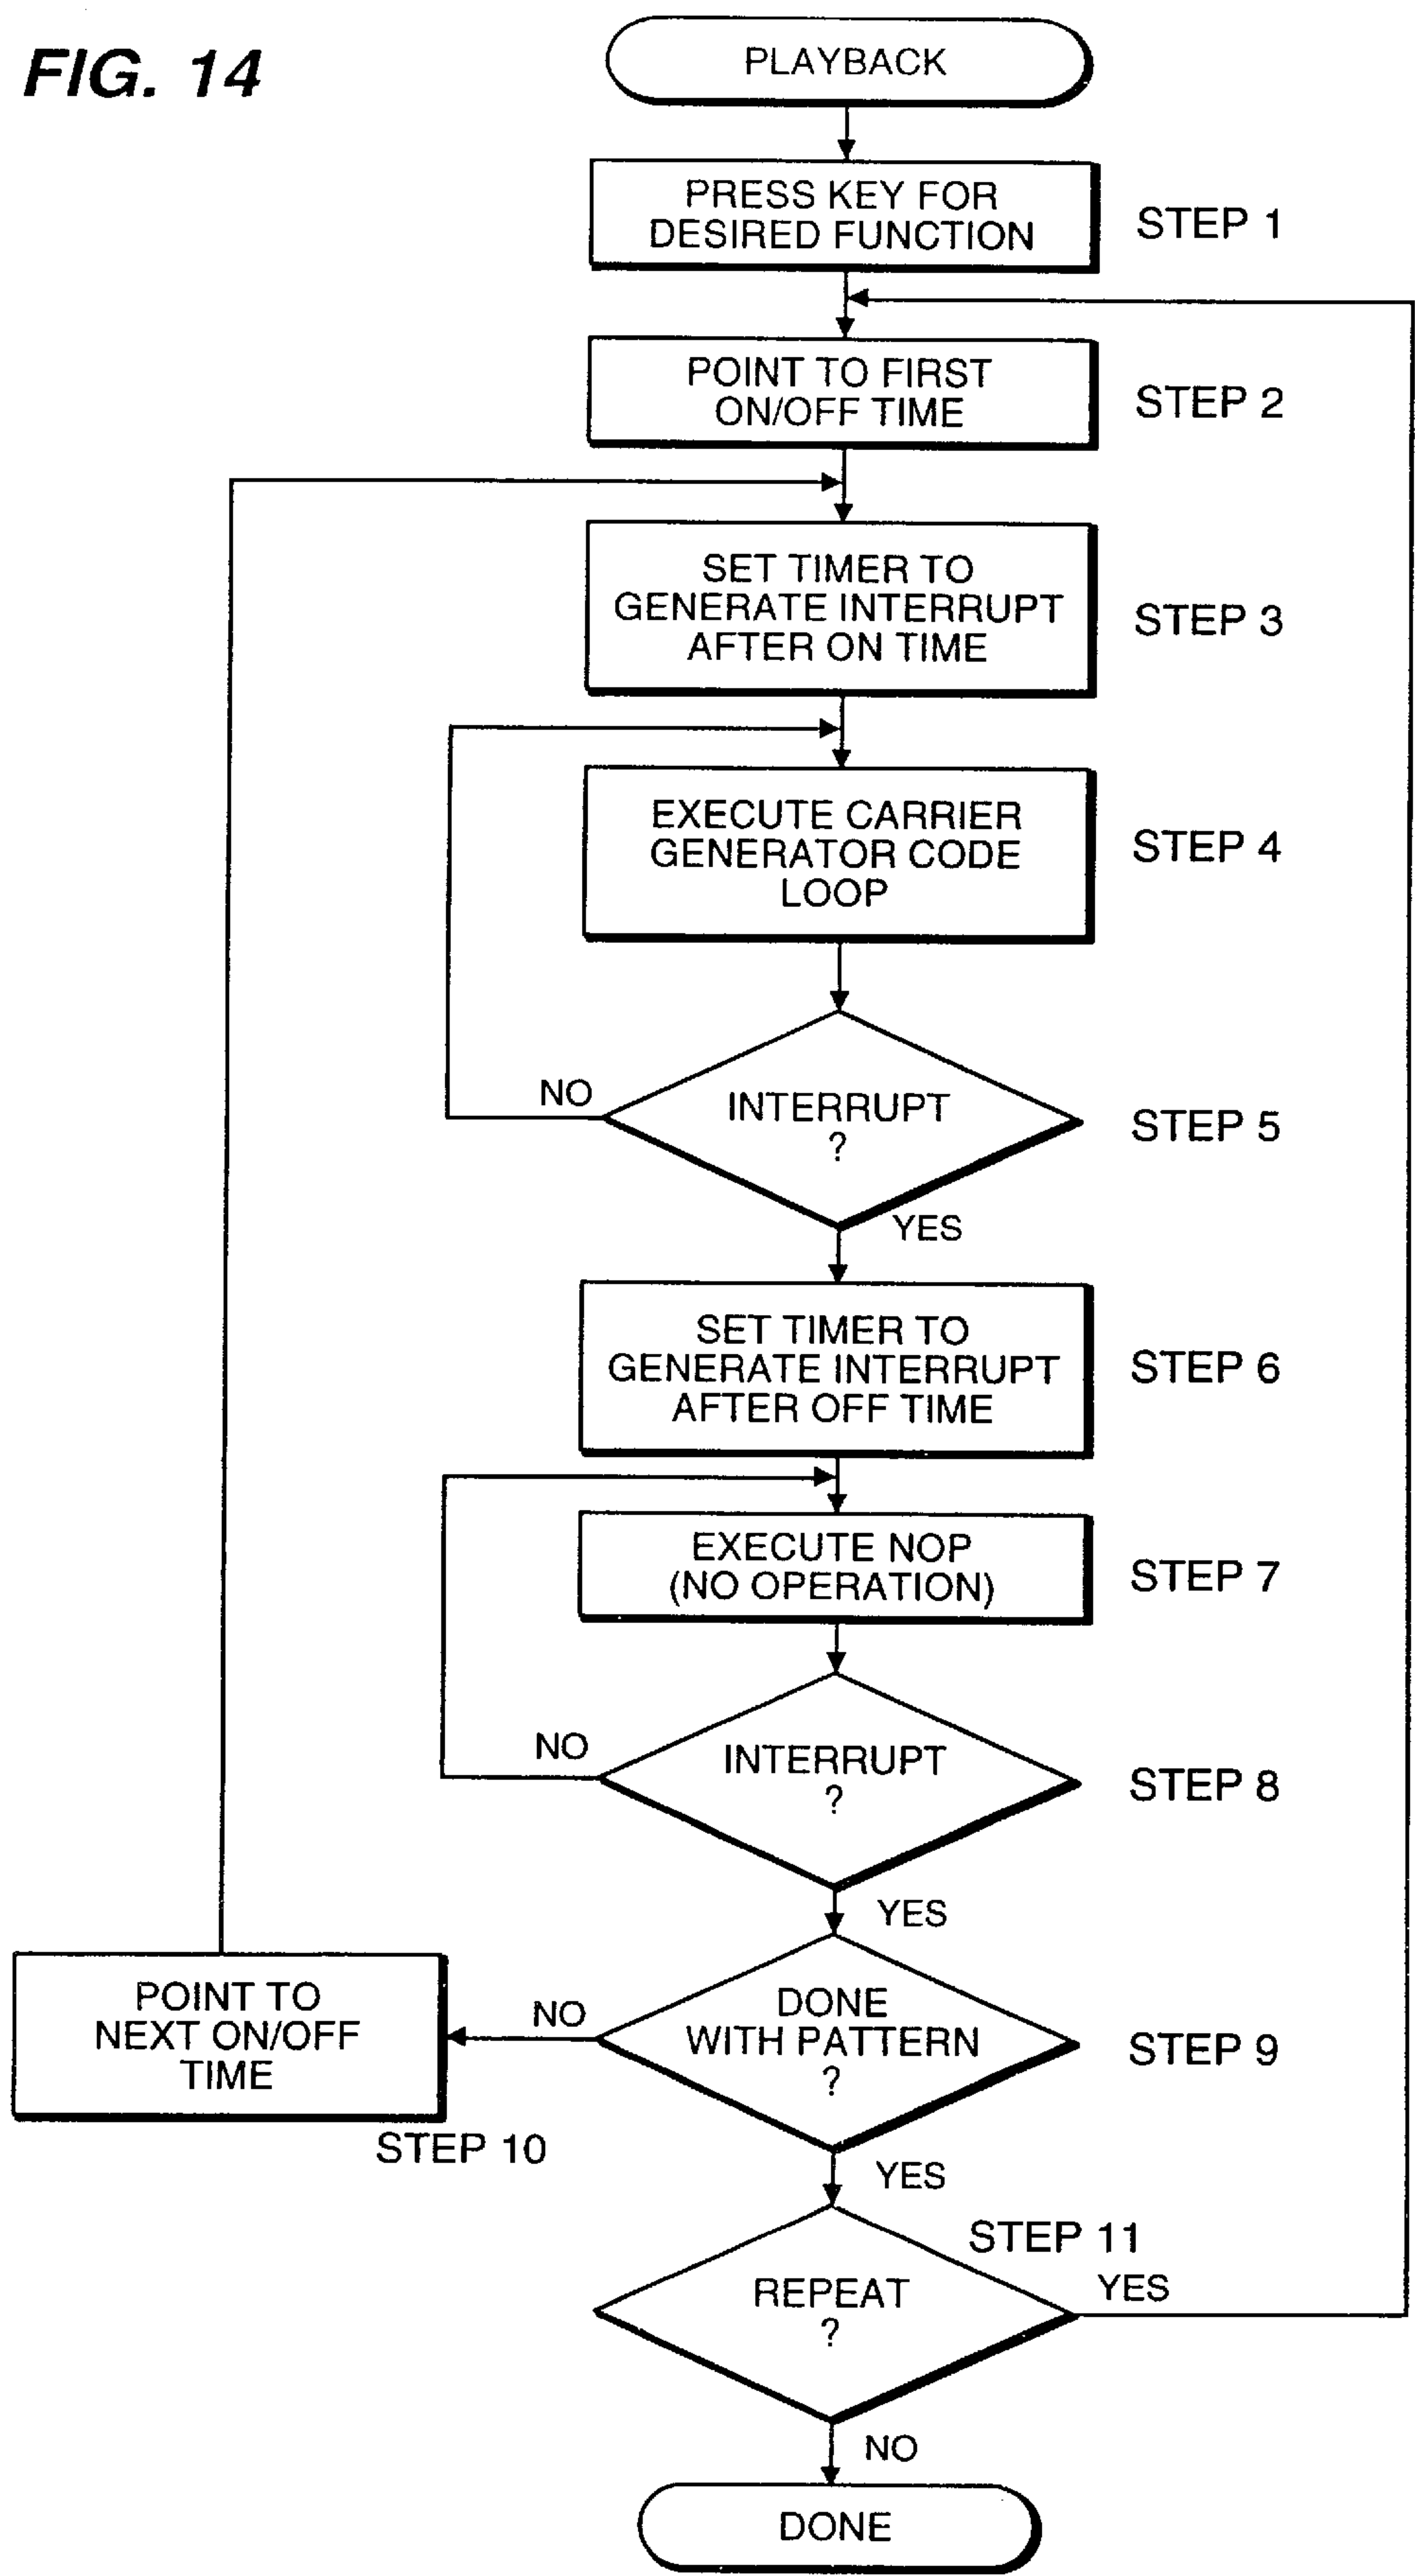 FIG. 14
PLAYBACK
PRESS KEY FOR
DESIRED FUNCTION
STEP 1
POINT TO FIRST
ON/OFF TIME
STEP 2
SET TIMER TO
GENERATE INTERRUPT
AFTER ON TIME
STEP 3
EXECUTE CARRIER
GENERATOR CODE
LOOP
STEP 4
NO
INTERRUPT
?
STEP 5
YES
SET TIMER TO
GENERATE INTERRUPT
AFTER OFF TIME
STEP 6
EXECUTE NOP
(NO OPERATION)
STEP 7
NO
INTERRUPT
?
STEP 8
YES
POINT TO
NEXT ON/OFF
TIME
STEP 10
NO
DONE
WITH PATTERN
?
STEP 9
YES
STEP 11
REPEAT
?
YES
NO
DONE